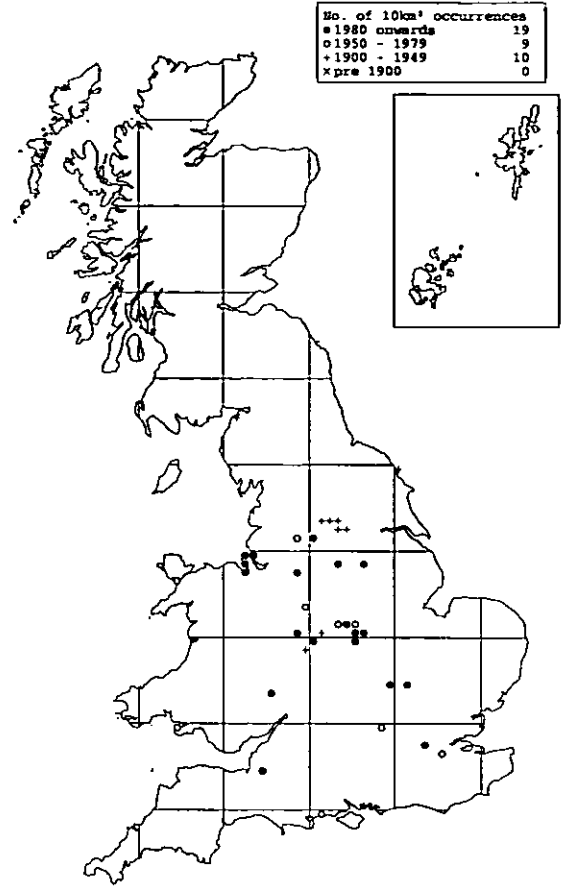 No. of 10km² occurrences
● 1980 onwards 19
○ 1950 - 1979 9
+ 1900 - 1949 10
× pre 1900 0